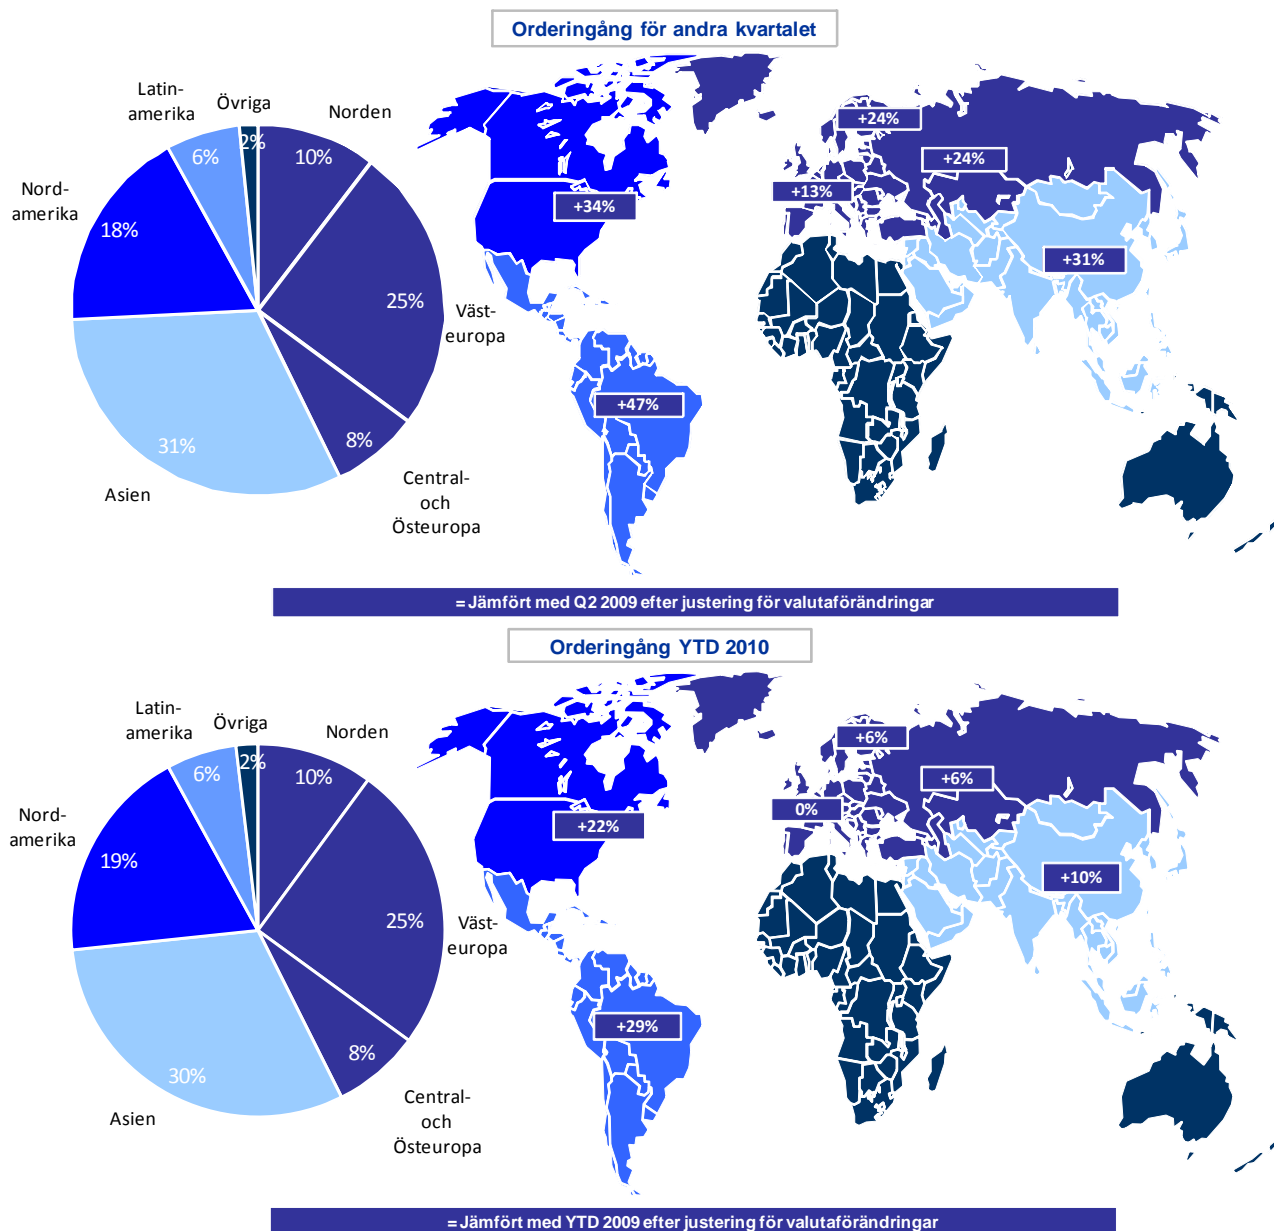 Orderingång för andra kvartalet
Latin-
amerika
Övriga
Norden
2%
6%
10%
Nord-
amerika
18%
25%
Väst-
europa
31%
8%
Asien
Central-
och
Östeuropa
+24%
+24%
+13%
+34%
+31%
+47%
= Jämfört med Q2 2009 efter justering för valutaförändringar
Orderingång YTD 2010
Latin-
amerika
Övriga
Norden
2%
6%
10%
Nord-
amerika
19%
25%
Väst-
europa
30%
8%
Asien
Central-
och
Östeuropa
+6%
+6%
0%
+22%
+10%
+29%
= Jämfört med YTD 2009 efter justering för valutaförändringar